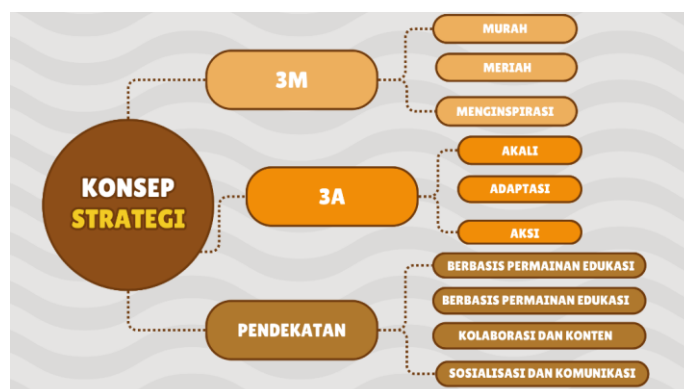 KONSEP
STRATEGI
3M
MURAH
MERIAH
MENGINSPIRASI
3A
AKALI
ADAPTASI
AKSI
PENDEKATAN
BERBASIS PERMAINAN EDUKASI
BERBASIS PERMAINAN EDUKASI
KOLABORASI DAN KONTEN
SOSIALISASI DAN KOMUNIKASI